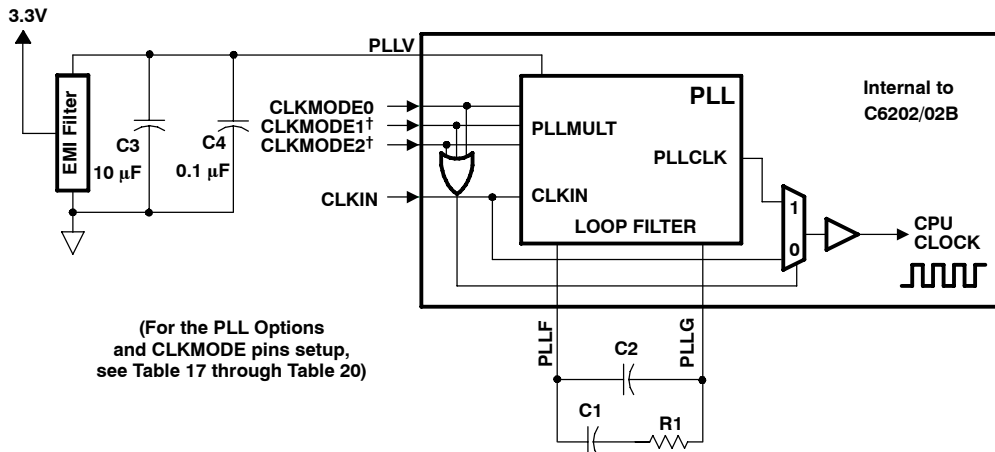 3.3V
PLLV
EMI Filter
C3
10 μF
C4
0.1 μF
CLKMODE0
CLKMODE1†
CLKMODE2†
CLKIN
PLL
PLLMULT
PLLCLK
CLKIN
LOOP FILTER
Internal to
C6202/02B
1
0
CPU
CLOCK
(For the PLL Options
and CLKMODE pins setup,
see Table 17 through Table 20)
PLLF
PLLG
C2
C1
R1